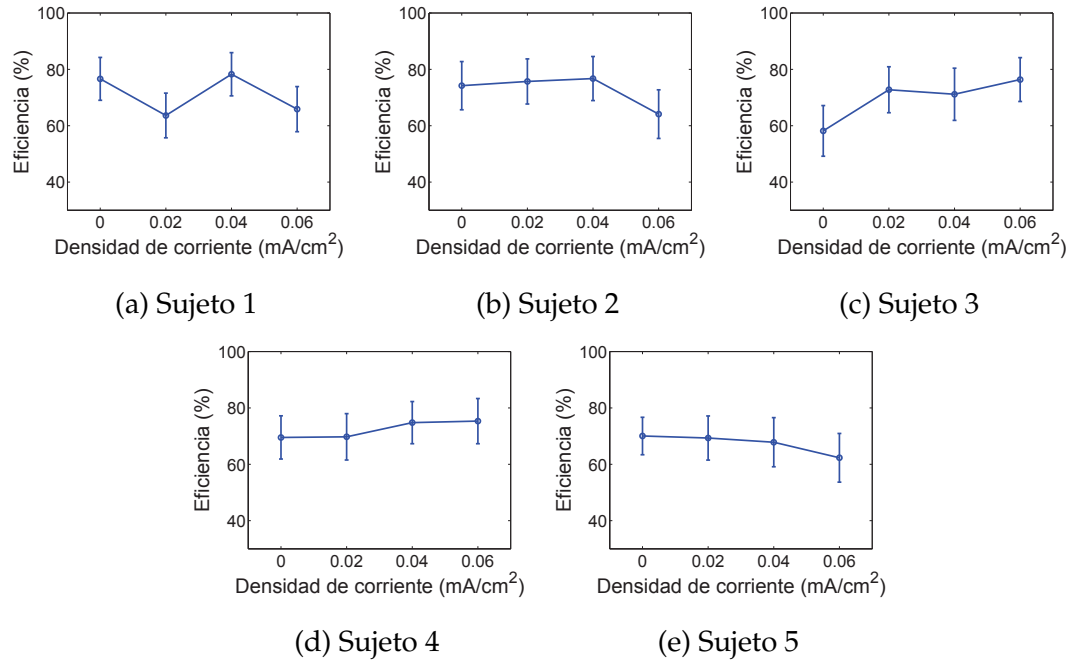 100
80
60
40
Eficiencia (%)
0 0.02 0.04 0.06
Densidad de corriente (mA/cm²)
(a) Sujeto 1
100
80
60
40
Eficiencia (%)
0 0.02 0.04 0.06
Densidad de corriente (mA/cm²)
(b) Sujeto 2
100
80
60
40
Eficiencia (%)
0 0.02 0.04 0.06
Densidad de corriente (mA/cm²)
(c) Sujeto 3
100
80
60
40
Eficiencia (%)
0 0.02 0.04 0.06
Densidad de corriente (mA/cm²)
(d) Sujeto 4
100
80
60
40
Eficiencia (%)
0 0.02 0.04 0.06
Densidad de corriente (mA/cm²)
(e) Sujeto 5